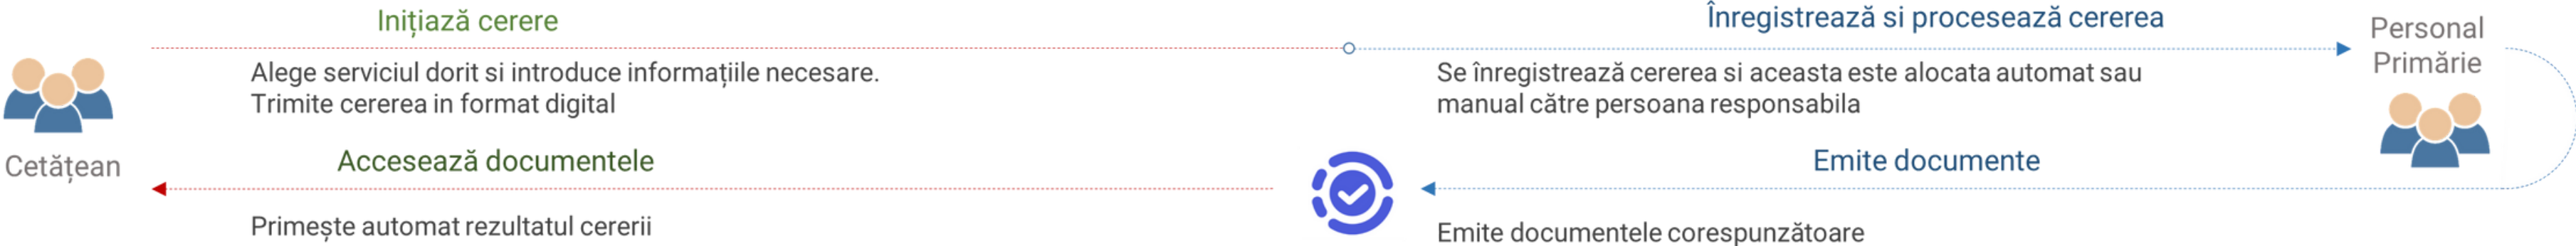 Inițiază cerere
Înregistrează si procesează cererea
Personal
Primărie
Alege serviciul dorit si introduce informațiile necesare.
Trimite cererea in format digital
Se înregistrează cererea si aceasta este alocata automat sau
manual către persoana responsabila
Cetățean
Accesează documentele
Emite documente
Primește automat rezultatul cererii
Emite documentele corespunzătoare